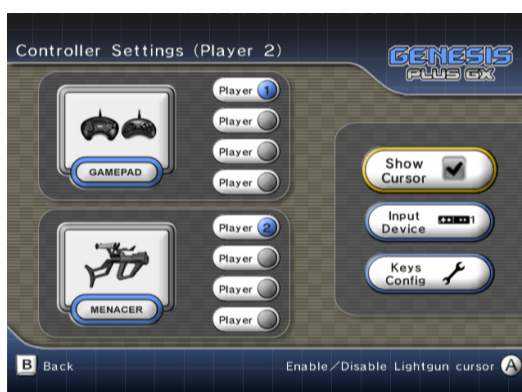 Controller Settings (Player 2)
GENESIS
PLUS GX
Player 1
Player
Player
Player
GAMEPAD
Player 2
Player
Player
Player
MENACER
Show
Cursor
Input
Device
1
Keys
Config
B Back
Enable/Disable Lightgun cursor A